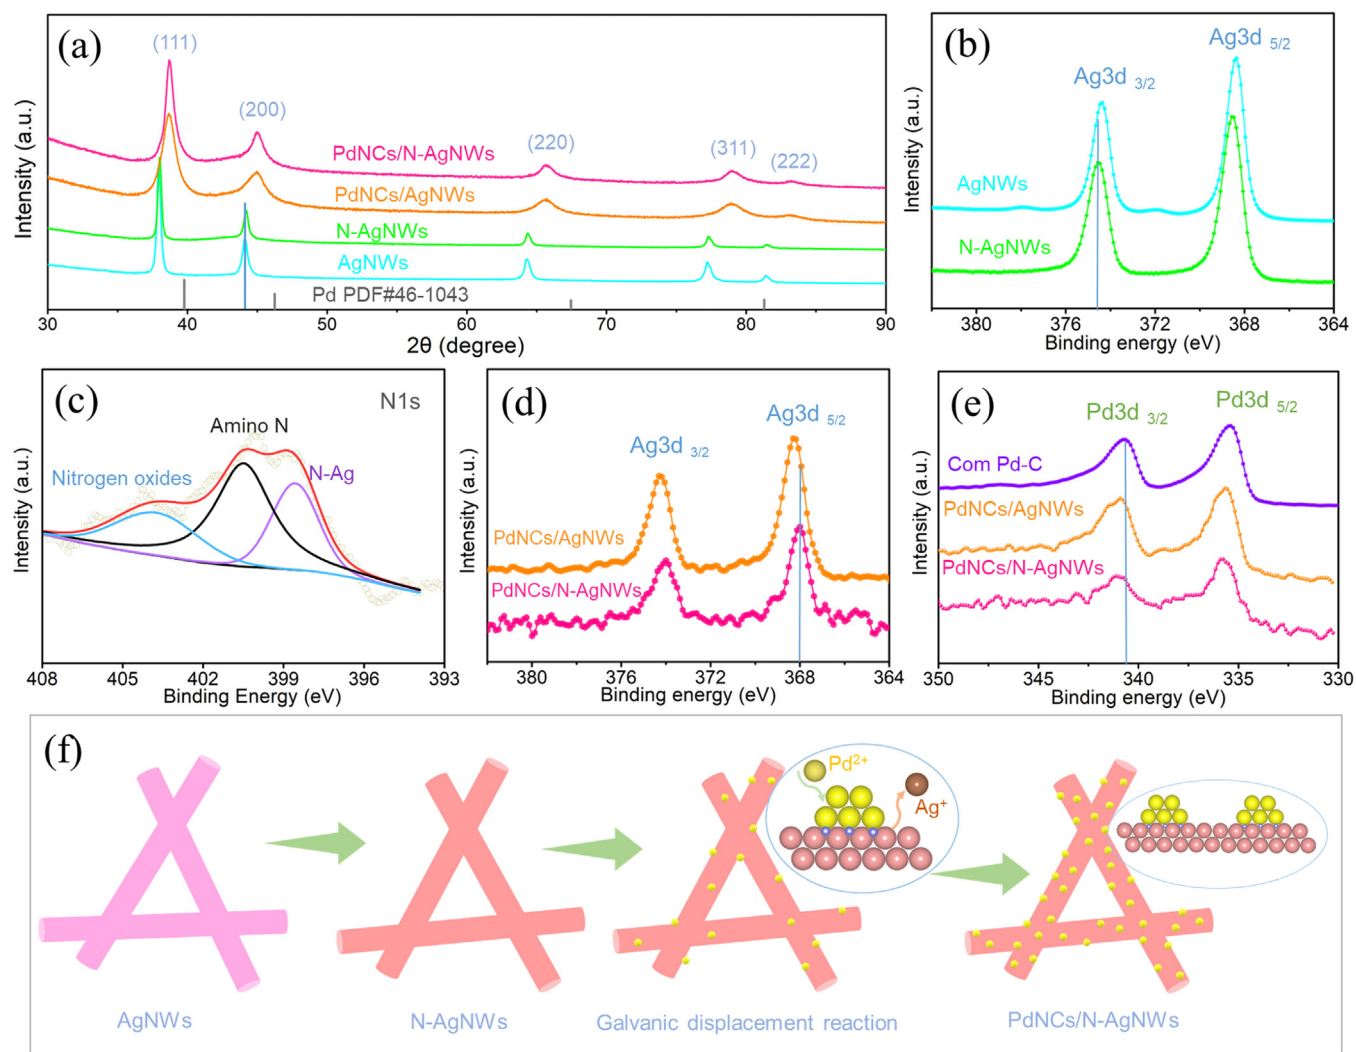 (a)
(111)
(200)
(220)
(311)
(222)
PdNCs/N-AgNWs
PdNCs/AgNWs
N-AgNWs
AgNWs
Pd PDF#46-1043
Intensity (a.u.)
30 40 50 60 70 80 90
2θ (degree)
(b)
Ag3d 5/2
Ag3d 3/2
AgNWs
N-AgNWs
Intensity (a.u.)
380 376 372 368 364
Binding energy (eV)
(c)
N1s
Amino N
Nitrogen oxides
N-Ag
Intensity (a.u.)
408 405 402 399 396 393
Binding Energy (eV)
(d)
Ag3d 5/2
Ag3d 3/2
PdNCs/AgNWs
PdNCs/N-AgNWs
Intensity (a.u.)
380 376 372 368 364
Binding energy (eV)
(e)
Pd3d 3/2
Pd3d 5/2
Com Pd-C
PdNCs/AgNWs
PdNCs/N-AgNWs
Intensity (a.u.)
350 345 340 335 330
Binding energy (eV)
(f)
Pd²⁺
Ag⁺
AgNWs
N-AgNWs
Galvanic displacement reaction
PdNCs/N-AgNWs